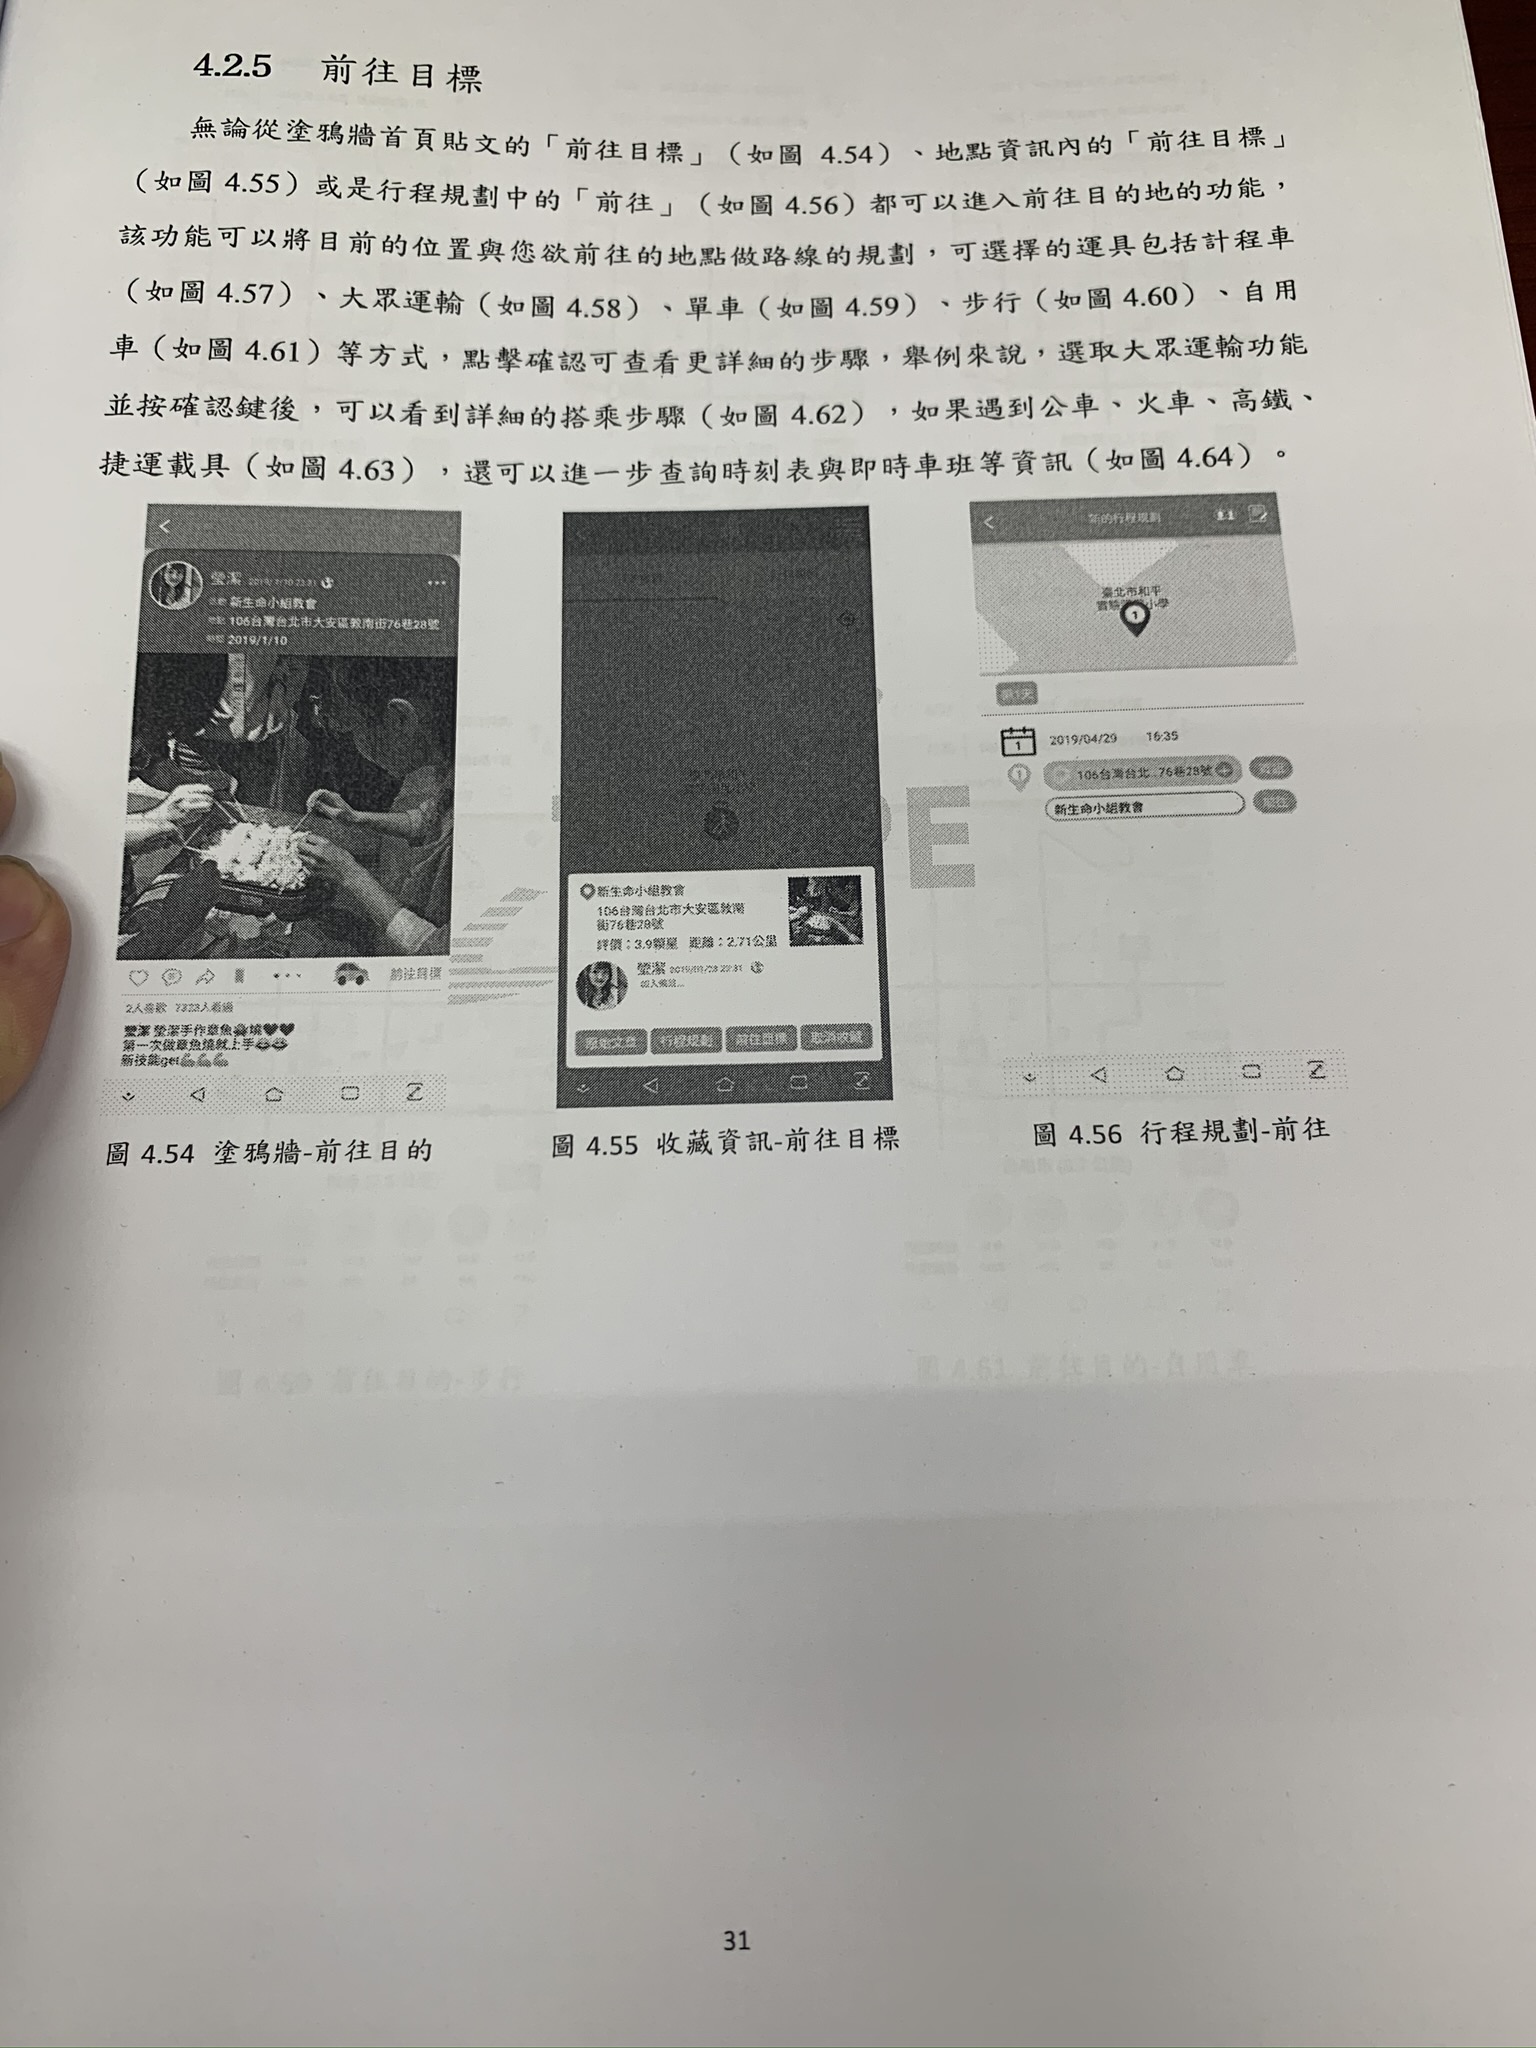 4.2.5 前往目標
無論從塗鴉牆首頁貼文的「前往目標」(如圖 4.54)、地點資訊內的「前往目標」
(如圖 4.55)或是行程規劃中的「前往」(如圖 4.56)都可以進入前往目的地的功能,
該功能可以將目前的位置與您欲前往的地點做路線的規劃,可選擇的運具包括計程車
(如圖 4.57)、大眾運輸(如圖 4.58)、單車(如圖 4.59)、步行(如圖 4.60)、自用
車(如圖 4.61)等方式,點擊確認可查看更詳細的步驟,舉例來說,選取大眾運輸功能
並按確認鍵後,可以看到詳細的搭乘步驟(如圖 4.62),如果遇到公車、火車、高鐵、
捷運載具(如圖 4.63),還可以進一步查詢時刻表與即時車班等資訊(如圖 4.64)。
瑩潔 2019/1/10 23:31
新生命小組教會
地點 106台灣台北市大安區敦南街76巷28號
時間 2019/1/10
前往目標
2人喜歡 7323人看過
瑩潔 瑩潔手作章魚燒
第一次做章魚燒就上手
新技能get
圖 4.54 塗鴉牆-前往目的
新生命小組教會
106台灣台北市大安區敦南
街76巷28號
評價:3.9顆星 距離:2.71公里
瑩潔
原始文章 行程規劃 前往目標 取消收藏
圖 4.55 收藏資訊-前往目標
新的行程規劃
臺北市和平
實驗 小學
1
第1天
1 2019/04/29 16:35
1 106台灣台北...76巷28號
新生命小組教會 前往
圖 4.56 行程規劃-前往
31